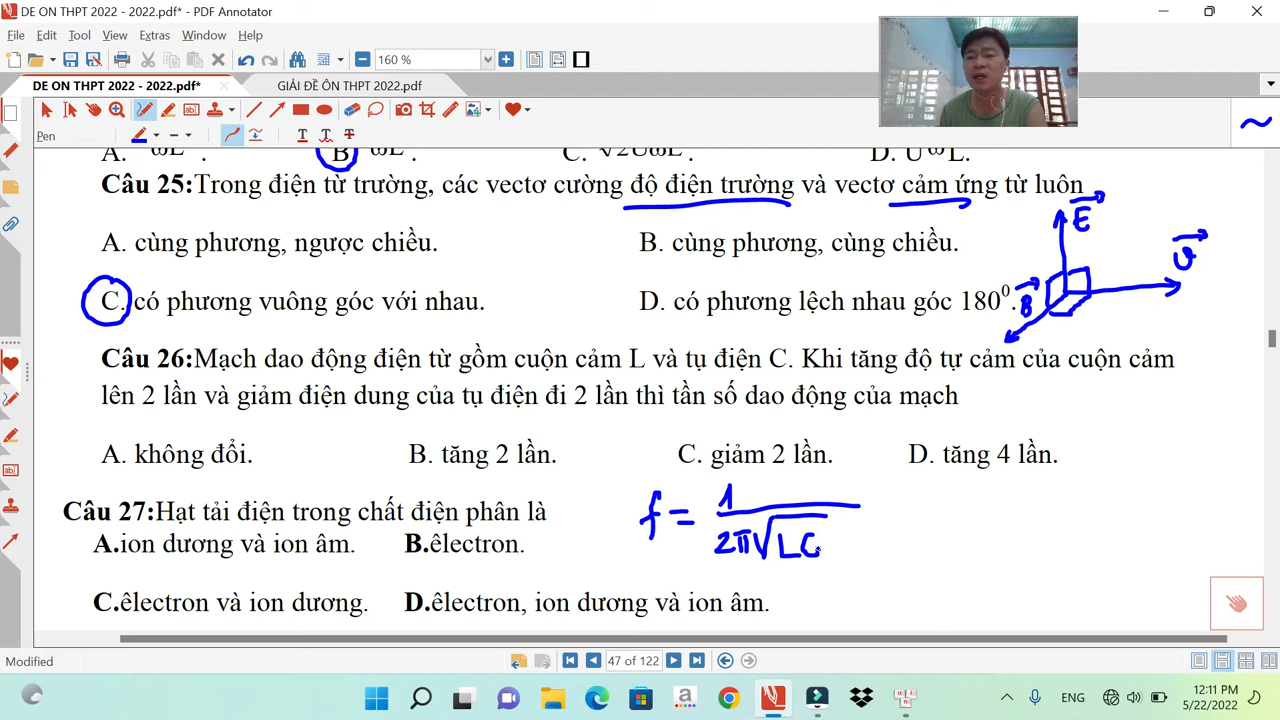 DE ON THPT 2022 - 2022.pdf* - PDF Annotator
File Edit Tool View Extras Window Help
160 %
DE ON THPT 2022 - 2022.pdf* GIẢI ĐỀ ÔN THPT 2022.pdf
Pen
A. ωL . B ωL . C. √2UωL . D. UωL.
Câu 25:Trong điện từ trường, các vectơ cường độ điện trường và vectơ cảm ứng từ luôn
E
v
A. cùng phương, ngược chiều. B. cùng phương, cùng chiều.
C. có phương vuông góc với nhau. D. có phương lệch nhau góc 180⁰.
B
Câu 26:Mạch dao động điện từ gồm cuộn cảm L và tụ điện C. Khi tăng độ tự cảm của cuộn cảm
lên 2 lần và giảm điện dung của tụ điện đi 2 lần thì tần số dao động của mạch
A. không đổi. B. tăng 2 lần. C. giảm 2 lần. D. tăng 4 lần.
Câu 27:Hạt tải điện trong chất điện phân là
f = 1 / 2π√LC
A.ion dương và ion âm. B.êlectron.
C.êlectron và ion dương. D.êlectron, ion dương và ion âm.
Modified 47 of 122
ENG 12:11 PM
5/22/2022